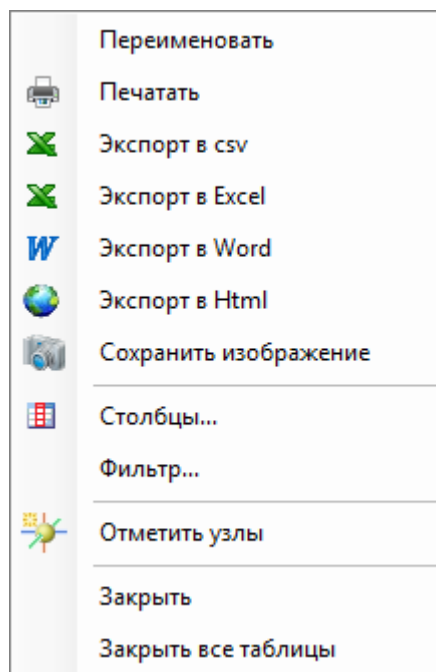 Переименовать
Печатать
Экспорт в csv
Экспорт в Excel
Экспорт в Word
Экспорт в Html
Сохранить изображение
Столбцы...
Фильтр...
Отметить узлы
Закрыть
Закрыть все таблицы